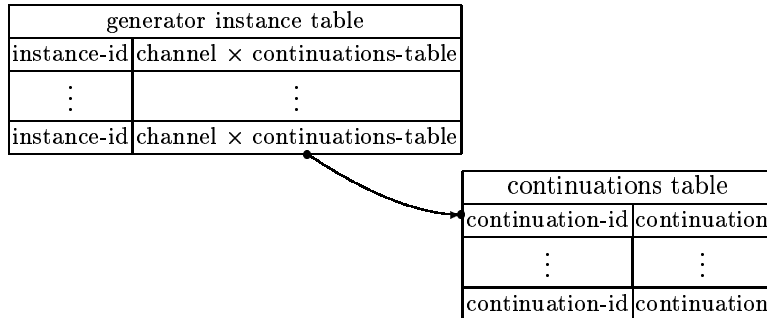 generator instance table
instance-id channel × continuations-table
⋮ ⋮
instance-id channel × continuations-table
continuations table
continuation-id continuation
⋮ ⋮
continuation-id continuation